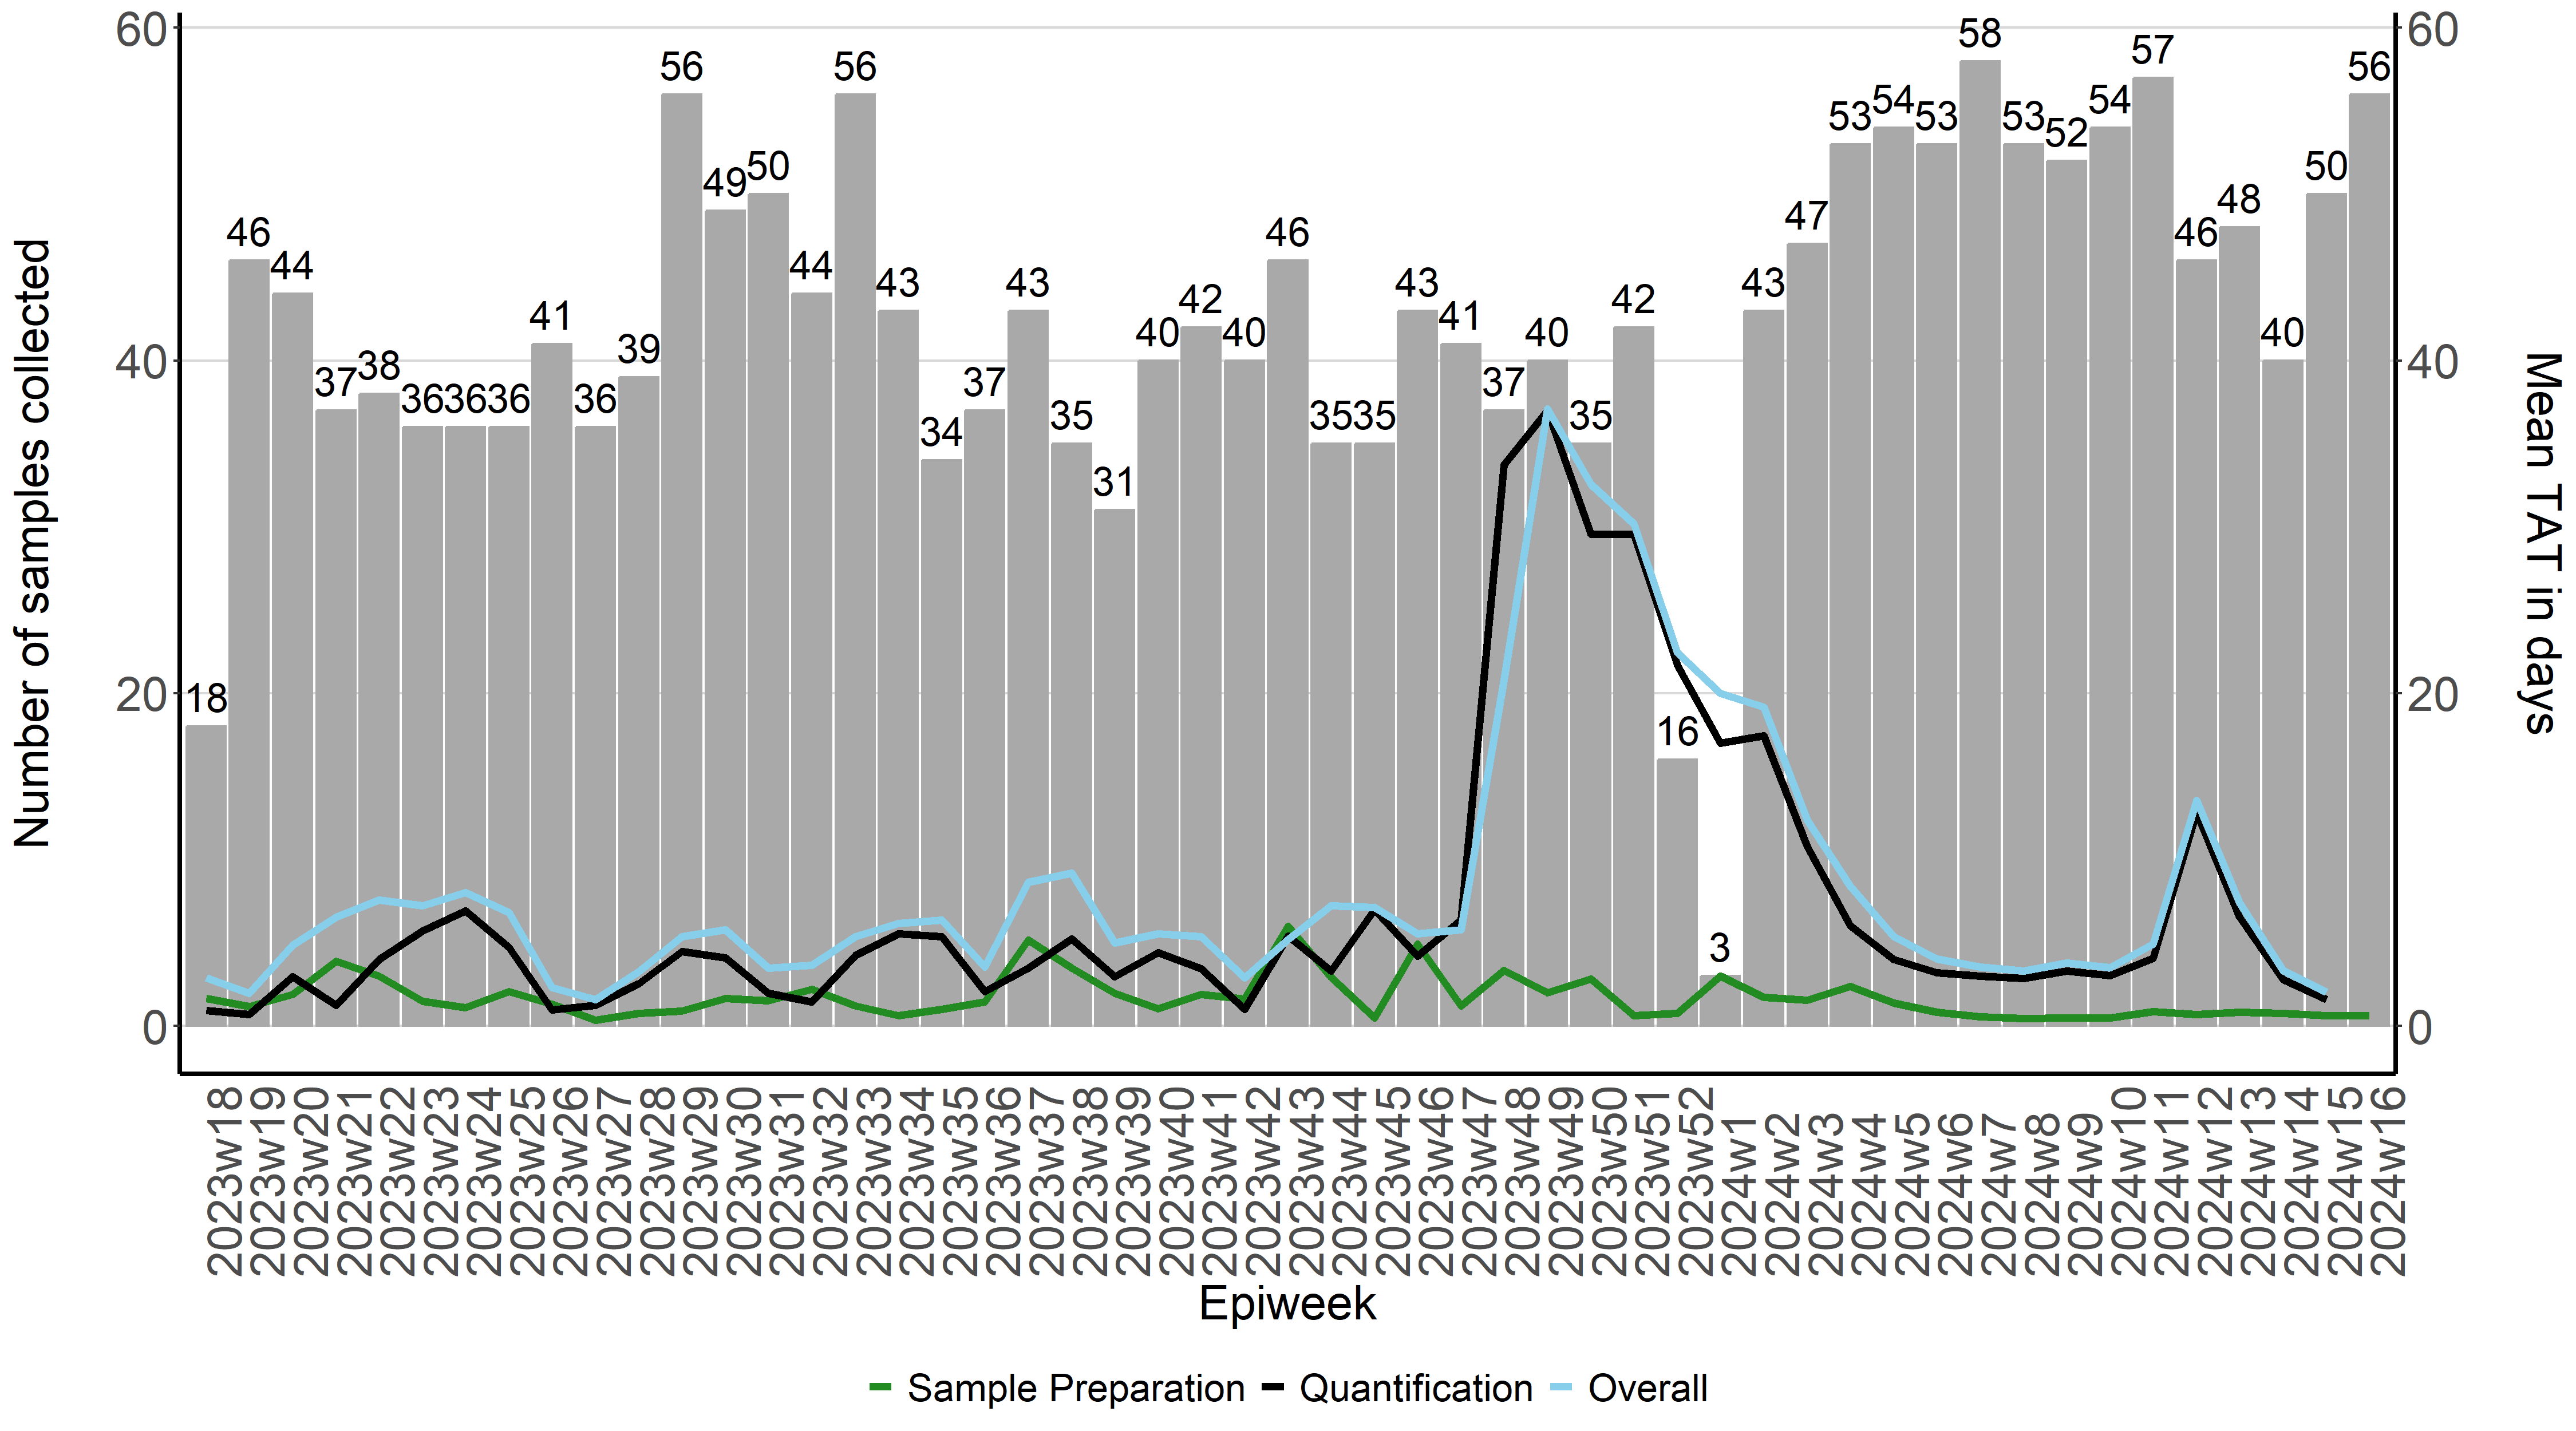 Number of samples collected
60
40
20
0
18
46
44
37
38
36
36
36
41
36
39
56
49
50
44
56
43
34
37
43
35
31
40
42
40
46
35
35
43
41
37
40
35
42
16
3
43
47
53
54
53
58
53
52
54
57
46
48
40
50
56
60
40
20
0
Mean TAT in days
2023w18
2023w19
2023w20
2023w21
2023w22
2023w23
2023w24
2023w25
2023w26
2023w27
2023w28
2023w29
2023w30
2023w31
2023w32
2023w33
2023w34
2023w35
2023w36
2023w37
2023w38
2023w39
2023w40
2023w41
2023w42
2023w43
2023w44
2023w45
2023w46
2023w47
2023w48
2023w49
2023w50
2023w51
2023w52
2024w1
2024w2
2024w3
2024w4
2024w5
2024w6
2024w7
2024w8
2024w9
2024w10
2024w11
2024w12
2024w13
2024w14
2024w15
2024w16
Epiweek
Sample Preparation Quantification Overall